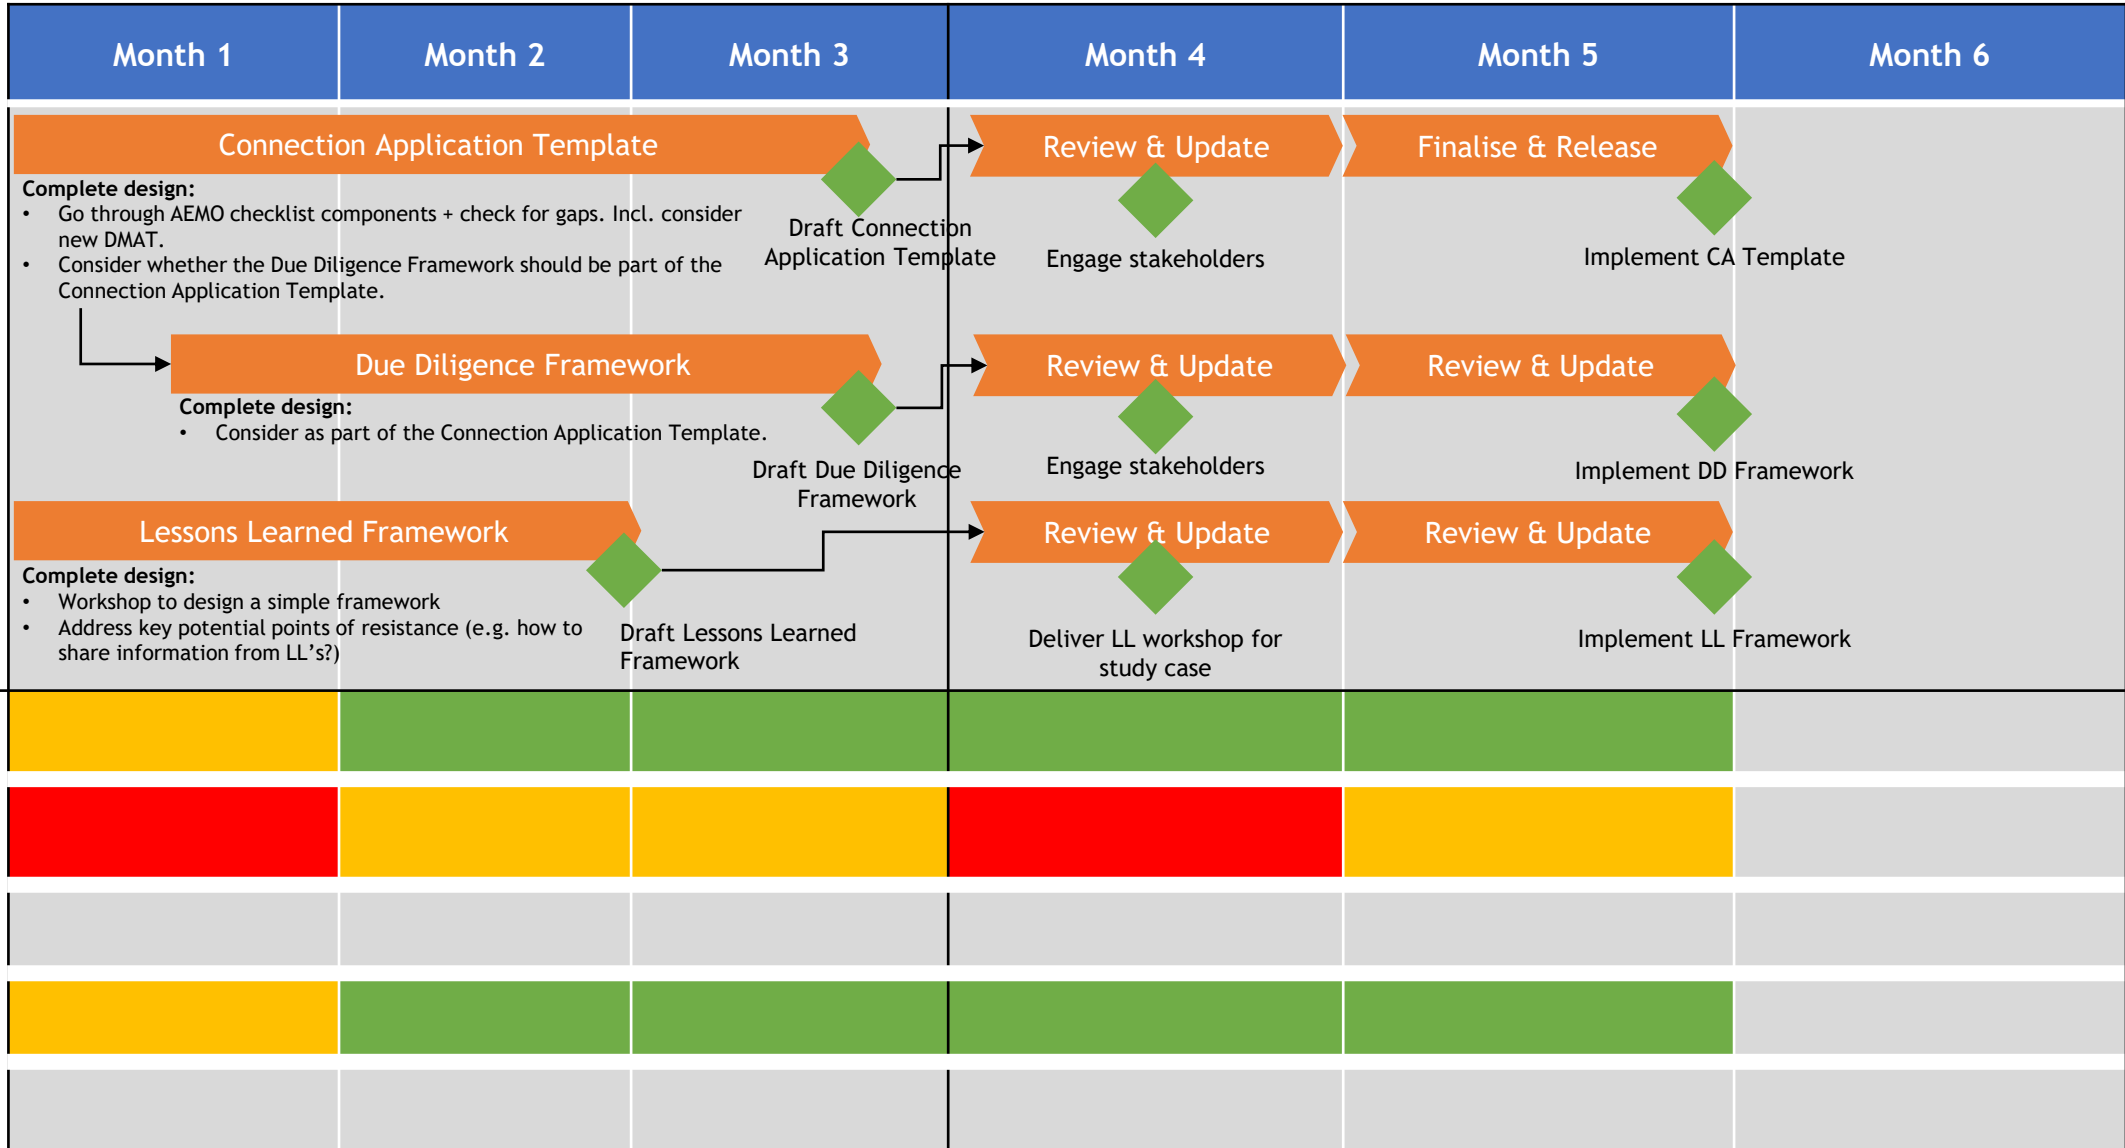 Month 1
Month 2
Month 3
Month 4
Month 5
Month 6
Connection Application Template
Review & Update
Finalise & Release
Complete design:
• Go through AEMO checklist components + check for gaps. Incl. consider
new DMAT.
• Consider whether the Due Diligence Framework should be part of the
Connection Application Template.
Draft Connection
Application Template
Engage stakeholders
Implement CA Template
Due Diligence Framework
Review & Update
Review & Update
Complete design:
• Consider as part of the Connection Application Template.
Draft Due Diligence
Framework
Engage stakeholders
Implement DD Framework
Lessons Learned Framework
Review & Update
Review & Update
Complete design:
• Workshop to design a simple framework
• Address key potential points of resistance (e.g. how to
share information from LL’s?)
Draft Lessons Learned
Framework
Deliver LL workshop for
study case
Implement LL Framework